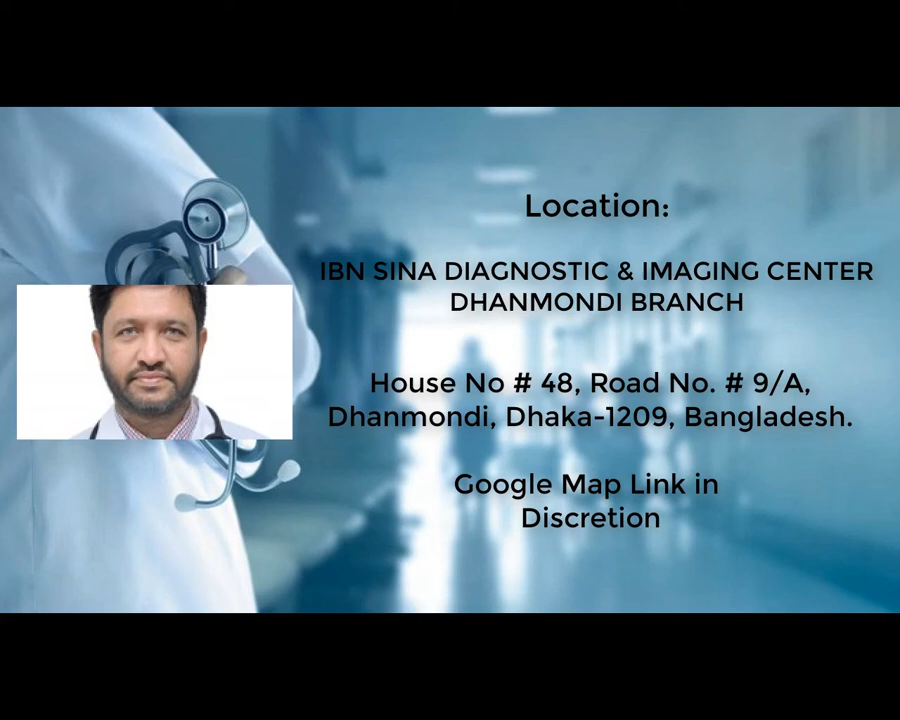 Location:
IBN SINA DIAGNOSTIC & IMAGING CENTER
DHANMONDI BRANCH
House No # 48, Road No. # 9/A,
Dhanmondi, Dhaka-1209, Bangladesh.
Google Map Link in
Discretion